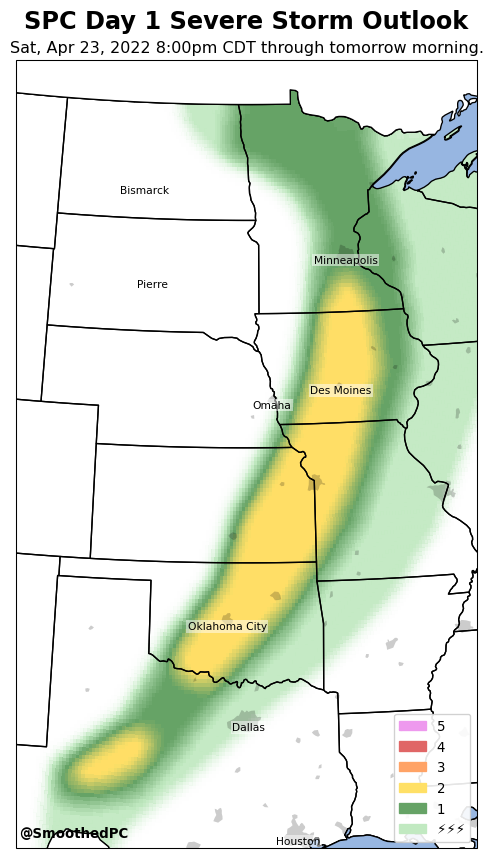 SPC Day 1 Severe Storm Outlook
Sat, Apr 23, 2022 8:00pm CDT through tomorrow morning.
Bismarck
Minneapolis
Pierre
Des Moines
Omaha
Oklahoma City
Dallas
5
4
3
2
1
⚡⚡⚡
@SmoothedPC
Houston